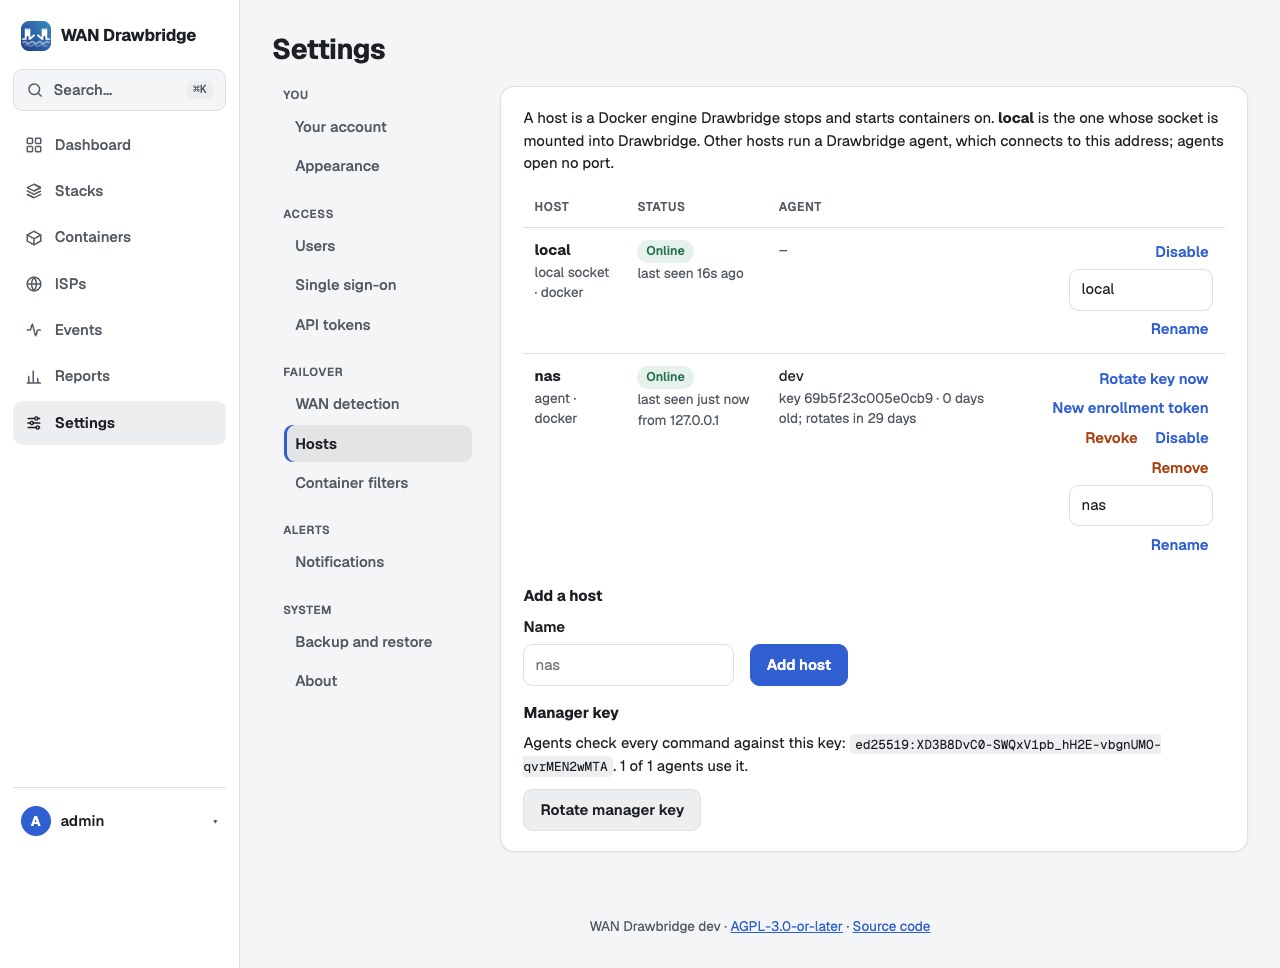 WAN Drawbridge
Search...
⌘K
Dashboard
Stacks
Containers
ISPs
Events
Reports
Settings
A
admin
Settings
YOU
Your account
Appearance
ACCESS
Users
Single sign-on
API tokens
FAILOVER
WAN detection
Hosts
Container filters
ALERTS
Notifications
SYSTEM
Backup and restore
About
A host is a Docker engine Drawbridge stops and starts containers on. local is the one whose socket is
mounted into Drawbridge. Other hosts run a Drawbridge agent, which connects to this address; agents
open no port.
HOST STATUS AGENT
local
local socket
· docker
Online
last seen 16s ago
–
Disable
local
Rename
nas
agent ·
docker
Online
last seen just now
from 127.0.0.1
dev
key 69b5f23c005e0cb9 · 0 days
old; rotates in 29 days
Rotate key now
New enrollment token
Revoke Disable
Remove
nas
Rename
Add a host
Name
nas
Add host
Manager key
Agents check every command against this key: ed25519:XD3B8DvC0-SWQxV1pb_hH2E-vbgnUMO-
qvrMEN2wMTA. 1 of 1 agents use it.
Rotate manager key
WAN Drawbridge dev · AGPL-3.0-or-later · Source code